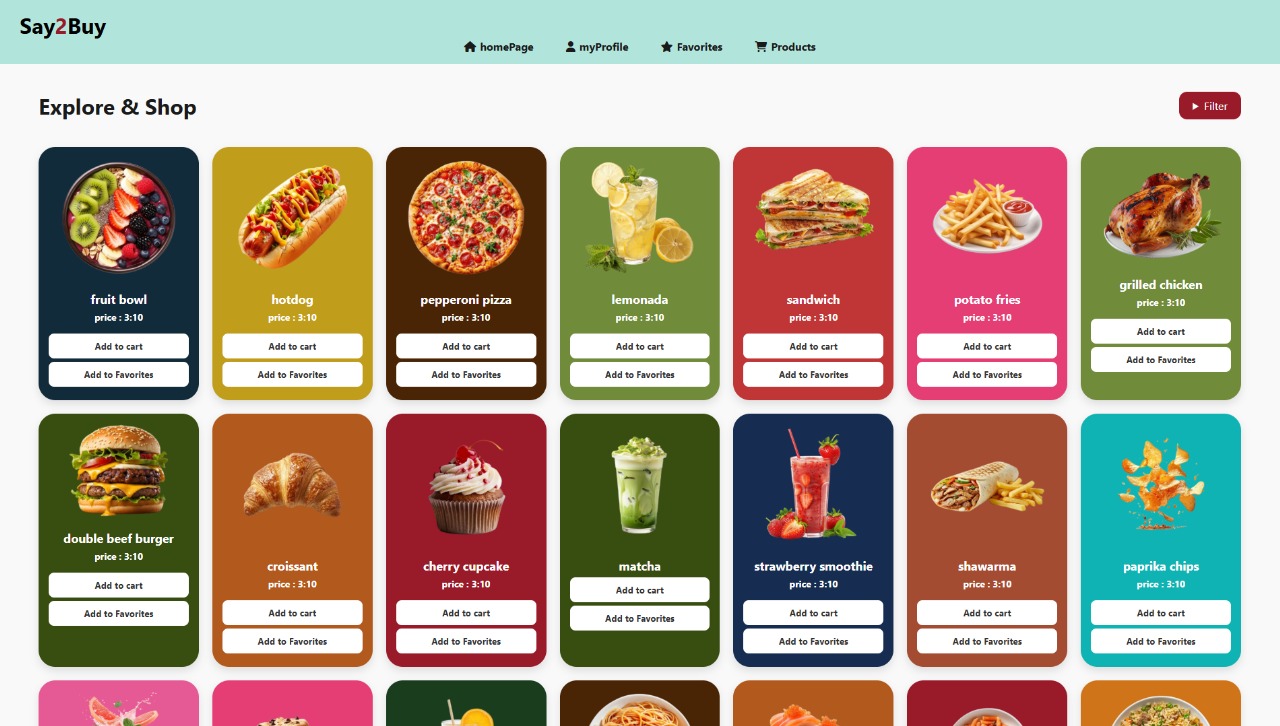 Say2Buy
homePage myProfile Favorites Products
Explore & Shop
Filter
fruit bowl
price : 3:10
Add to cart
Add to Favorites
hotdog
price : 3:10
Add to cart
Add to Favorites
pepperoni pizza
price : 3:10
Add to cart
Add to Favorites
lemonada
price : 3:10
Add to cart
Add to Favorites
sandwich
price : 3:10
Add to cart
Add to Favorites
potato fries
price : 3:10
Add to cart
Add to Favorites
grilled chicken
price : 3:10
Add to cart
Add to Favorites
double beef burger
price : 3:10
Add to cart
Add to Favorites
croissant
price : 3:10
Add to cart
Add to Favorites
cherry cupcake
price : 3:10
Add to cart
Add to Favorites
matcha
Add to cart
Add to Favorites
strawberry smoothie
price : 3:10
Add to cart
Add to Favorites
shawarma
price : 3:10
Add to cart
Add to Favorites
paprika chips
price : 3:10
Add to cart
Add to Favorites